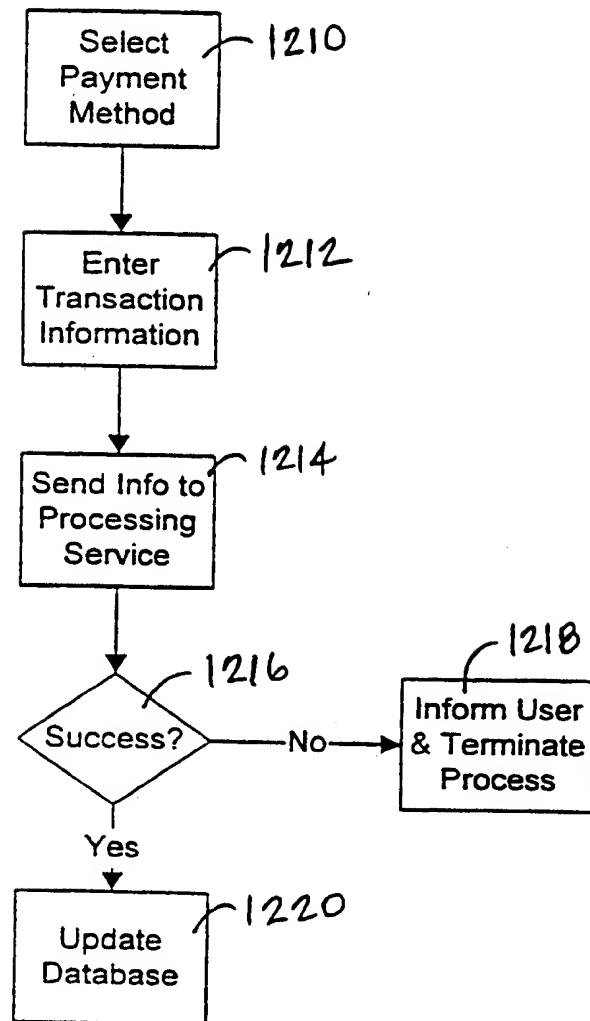 Select
Payment
Method
1210
Enter
Transaction
Information
1212
Send Info to
Processing
Service
1214
Success?
1216
No
Inform User
& Terminate
Process
1218
Yes
Update
Database
1220